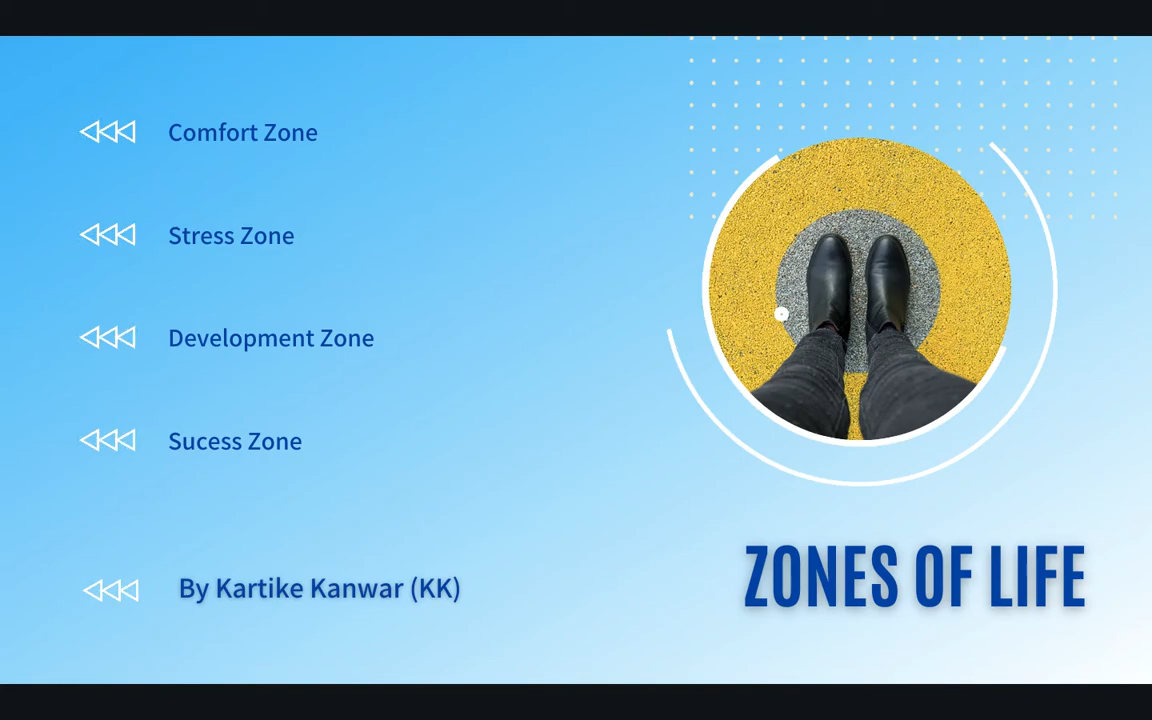 Comfort Zone
Stress Zone
Development Zone
Sucess Zone
By Kartike Kanwar (KK)
ZONES OF LIFE